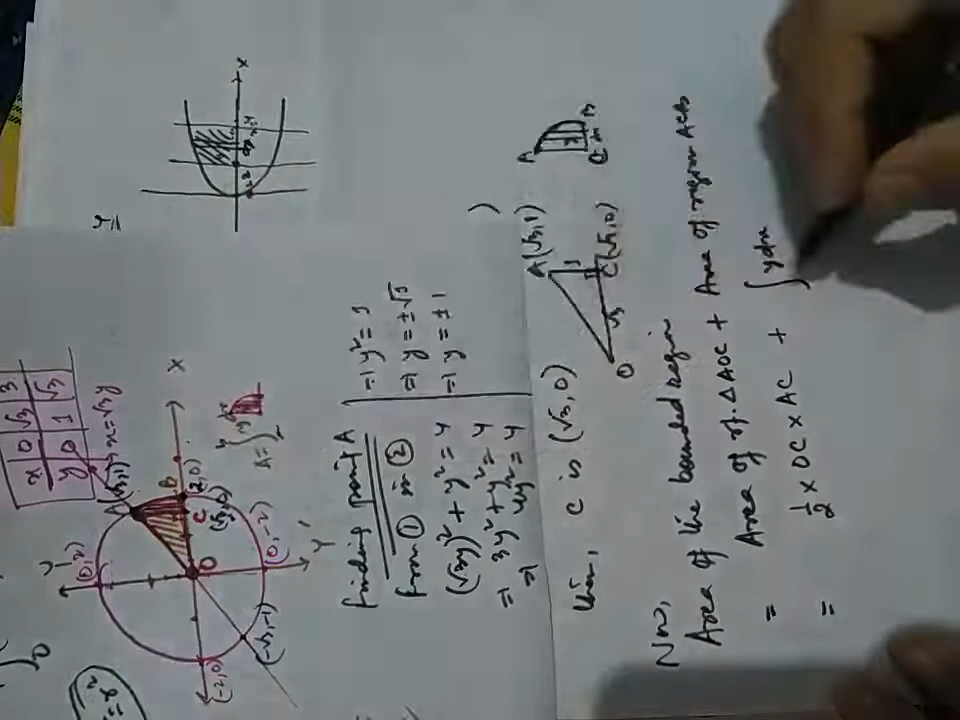 x 0 √3 3
y 0 1 √3
x=√3y
A(√3,1)
(0,2)
Y
X
B
(2,0)
C
(√3,0)
O
(-2,0)
(0,-2)
(-√3,-1)
Y'
finding point A
from ① in ②
(√3y)²+y²=4
⇒ 3y²+y²=4
⇒ 4y²=4
⇒ y²=1
⇒ y=±√1
⇒ y=±1
then, C is (√3,0)
A(√3,1)
1
C(√3,0)
√3
O
A
C
B
Now,
Area of the bounded region
= Area of rt. ΔAOC + Area of region ACB
= 1/2 × OC × AC + ∫ y dx
X